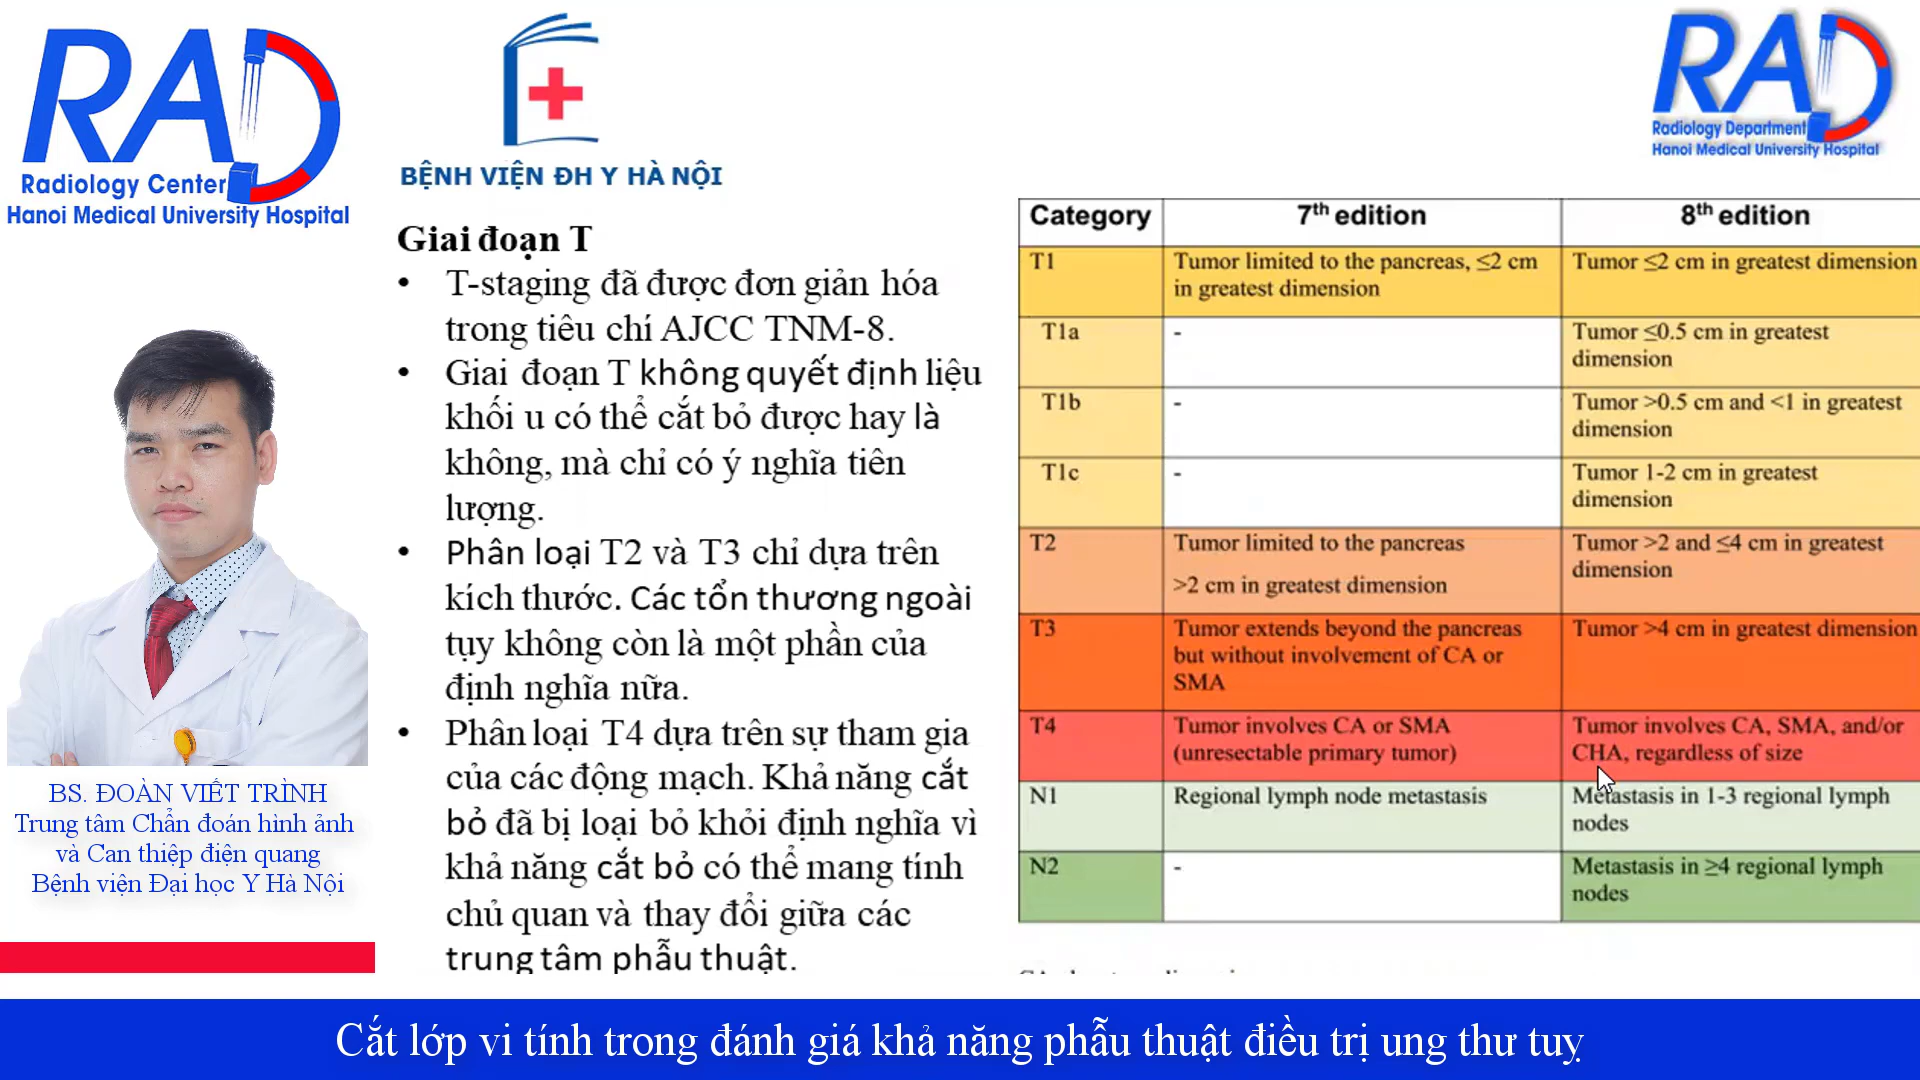 RAD
Radiology Center
Hanoi Medical University Hospital
BỆNH VIỆN ĐH Y HÀ NỘI
RAD
Radiology Department
Hanoi Medical University Hospital
Giai đoạn T
• T-staging đã được đơn giản hóa
trong tiêu chí AJCC TNM-8.
• Giai đoạn T không quyết định liệu
khối u có thể cắt bỏ được hay là
không, mà chỉ có ý nghĩa tiên
lượng.
• Phân loại T2 và T3 chỉ dựa trên
kích thước. Các tổn thương ngoài
tụy không còn là một phần của
định nghĩa nữa.
• Phân loại T4 dựa trên sự tham gia
của các động mạch. Khả năng cắt
bỏ đã bị loại bỏ khỏi định nghĩa vì
khả năng cắt bỏ có thể mang tính
chủ quan và thay đổi giữa các
trung tâm phẫu thuật.
Category 7th edition 8th edition
T1 Tumor limited to the pancreas, ≤2 cm Tumor ≤2 cm in greatest dimension
in greatest dimension
T1a - Tumor ≤0.5 cm in greatest
dimension
T1b - Tumor >0.5 cm and <1 in greatest
dimension
T1c - Tumor 1-2 cm in greatest
dimension
T2 Tumor limited to the pancreas Tumor >2 and ≤4 cm in greatest
dimension
>2 cm in greatest dimension
T3 Tumor extends beyond the pancreas Tumor >4 cm in greatest dimension
but without involvement of CA or
SMA
T4 Tumor involves CA or SMA Tumor involves CA, SMA, and/or
(unresectable primary tumor) CHA, regardless of size
N1 Regional lymph node metastasis Metastasis in 1-3 regional lymph
nodes
N2 - Metastasis in ≥4 regional lymph
nodes
BS. ĐOÀN VIẾT TRÌNH
Trung tâm Chẩn đoán hình ảnh
và Can thiệp điện quang
Bệnh viện Đại học Y Hà Nội
Cắt lớp vi tính trong đánh giá khả năng phẫu thuật điều trị ung thư tuỵ